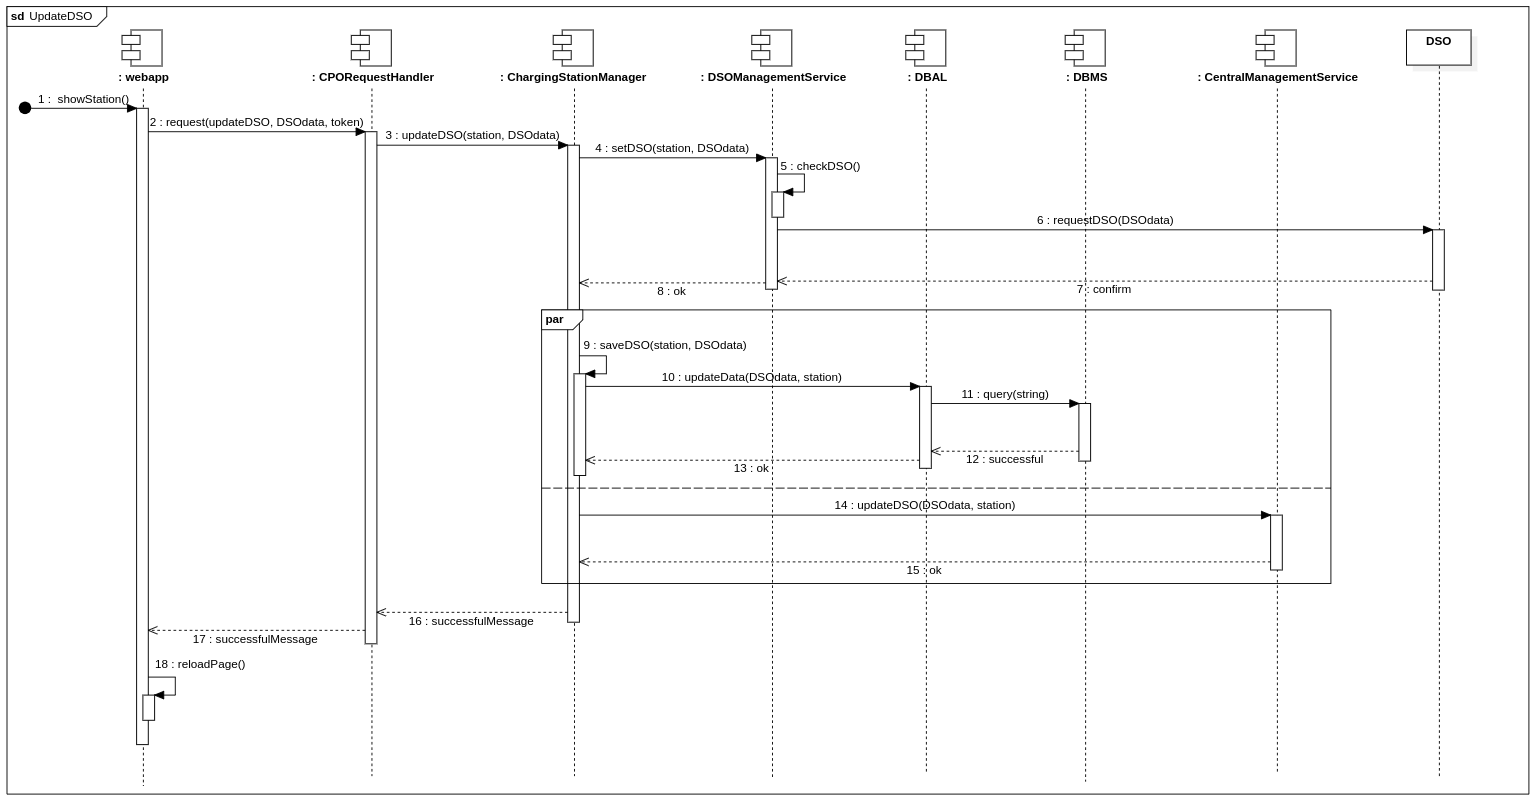 sd UpdateDSO
DSO
: webapp
: CPORequestHandler
: ChargingStationManager
: DSOManagementService
: DBAL
: DBMS
: CentralManagementService
1 : showStation()
2 : request(updateDSO, DSOdata, token)
3 : updateDSO(station, DSOdata)
4 : setDSO(station, DSOdata)
5 : checkDSO()
6 : requestDSO(DSOdata)
7 : confirm
8 : ok
par
9 : saveDSO(station, DSOdata)
10 : updateData(DSOdata, station)
11 : query(string)
12 : successful
13 : ok
14 : updateDSO(DSOdata, station)
15 : ok
16 : successfulMessage
17 : successfulMessage
18 : reloadPage()